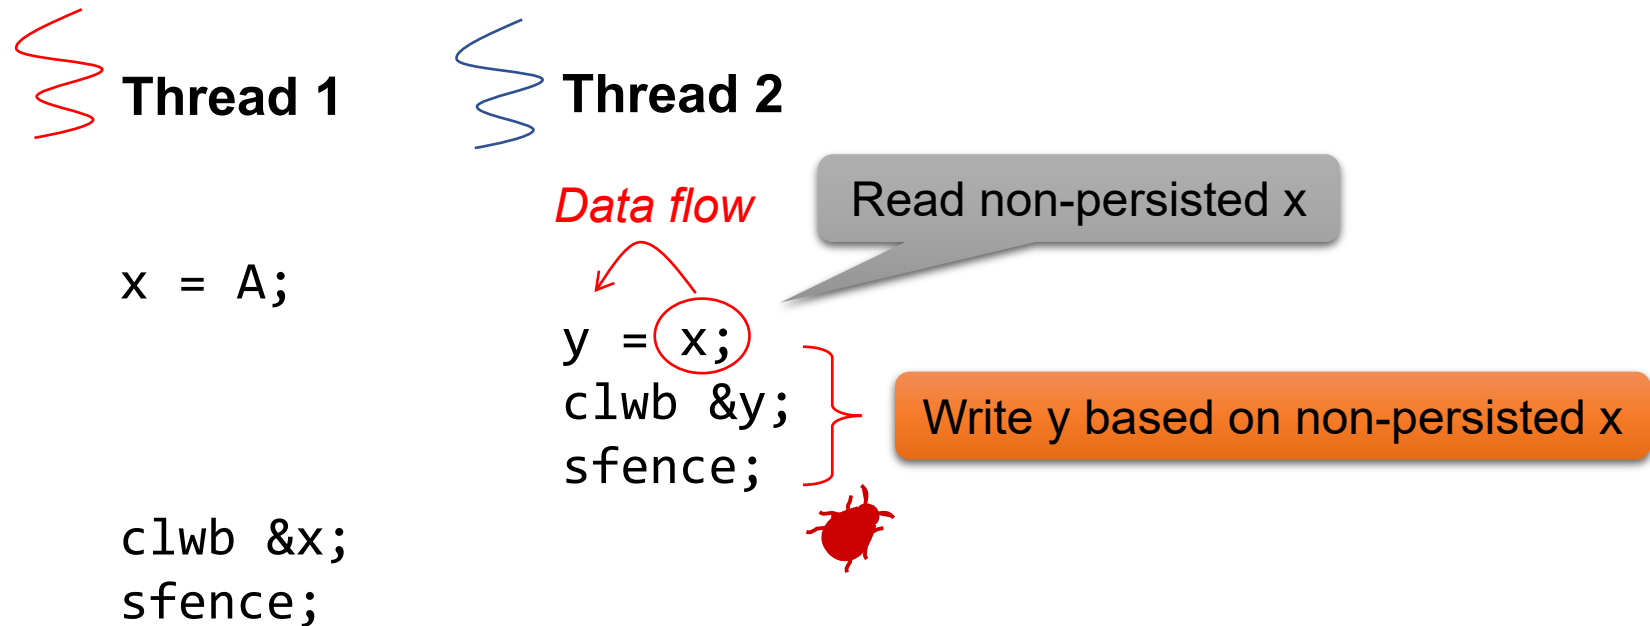 Thread 1
Thread 2
Data flow
Read non-persisted x
x = A;
y = x;
clwb &y;
sfence;
Write y based on non-persisted x
clwb &x;
sfence;